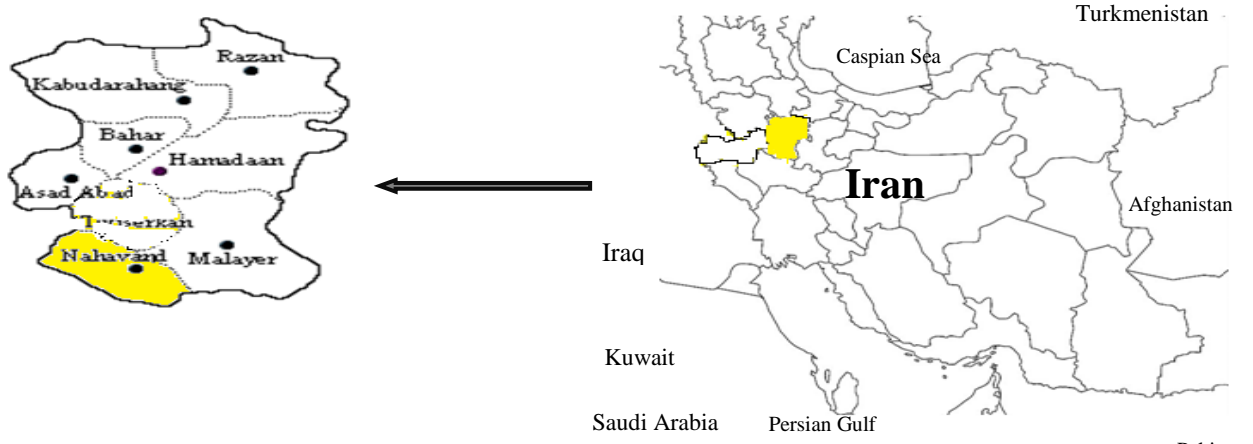 Razan
Kabudarahang
Bahar
Hamadaan
Asad Abad
Nahavand
Malayer
Turkmenistan
Caspian Sea
Iran
Afghanistan
Iraq
Kuwait
Saudi Arabia
Persian Gulf